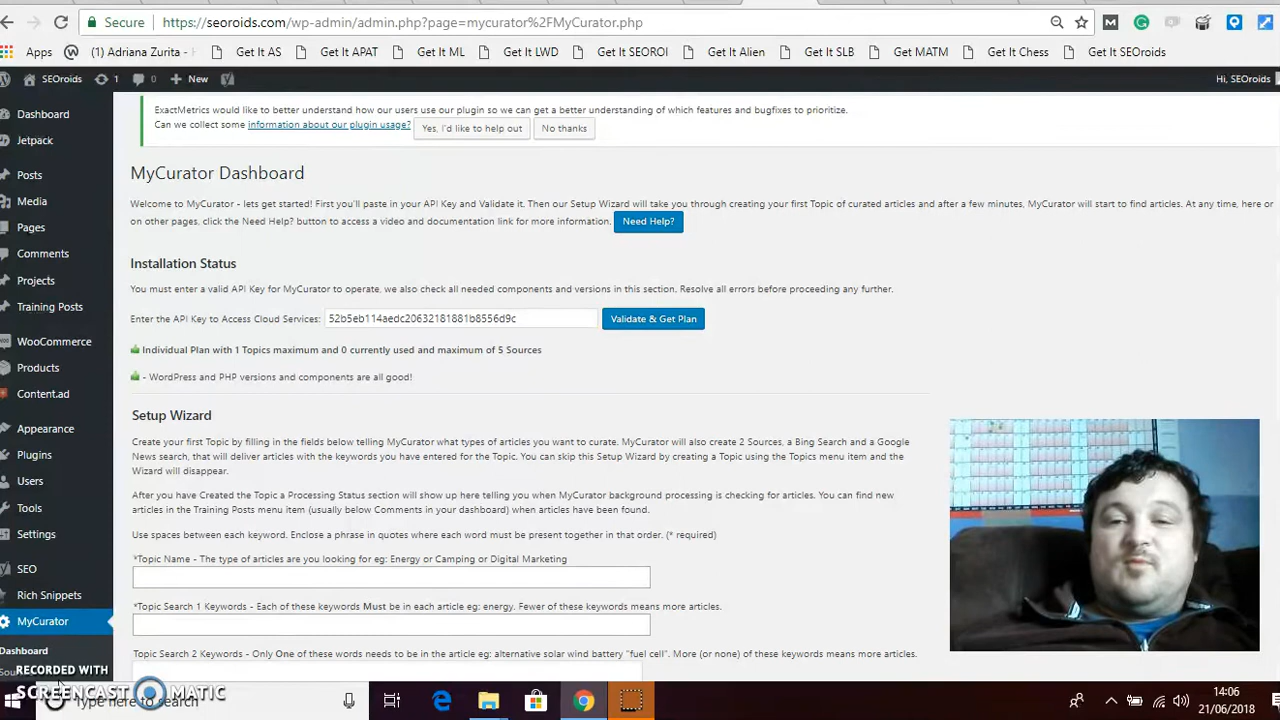 Secure https://seoroids.com/wp-admin/admin.php?page=mycurator%2FMyCurator.php
Apps (1) Adriana Zurita - Get It AS Get It APAT Get It ML Get It LWD Get It SEOROI Get It Alien Get It SLB Get MATM Get It Chess Get It SEOroids
SEOroids 1 0 New Hi, SEOroids
Dashboard
Jetpack
Posts
Media
Pages
Comments
Projects
Training Posts
WooCommerce
Products
Content.ad
Appearance
Plugins
Users
Tools
Settings
SEO
Rich Snippets
MyCurator
Dashboard
ExactMetrics would like to better understand how our users use our plugin so we can get a better understanding of which features and bugfixes to prioritize.
Can we collect some information about our plugin usage? Yes, I'd like to help out No thanks
MyCurator Dashboard
Welcome to MyCurator - lets get started! First you'll paste in your API Key and Validate it. Then our Setup Wizard will take you through creating your first Topic of curated articles and after a few minutes, MyCurator will start to find articles. At any time, here or
on other pages, click the Need Help? button to access a video and documentation link for more information. Need Help?
Installation Status
You must enter a valid API Key for MyCurator to operate, we also check all needed components and versions in this section. Resolve all errors before proceeding any further.
Enter the API Key to Access Cloud Services: 52b5eb114aedc20632181881b8556d9c Validate & Get Plan
Individual Plan with 1 Topics maximum and 0 currently used and maximum of 5 Sources
- WordPress and PHP versions and components are all good!
Setup Wizard
Create your first Topic by filling in the fields below telling MyCurator what types of articles you want to curate. MyCurator will also create 2 Sources, a Bing Search and a Google
News search, that will deliver articles with the keywords you have entered for the Topic. You can skip this Setup Wizard by creating a Topic using the Topics menu item and the
Wizard will disappear.
After you have Created the Topic a Processing Status section will show up here telling you when MyCurator background processing is checking for articles. You can find new
articles in the Training Posts menu item (usually below Comments in your dashboard) when articles have been found.
Use spaces between each keyword. Enclose a phrase in quotes where each word must be present together in that order. (* required)
*Topic Name - The type of articles are you looking for eg: Energy or Camping or Digital Marketing
*Topic Search 1 Keywords - Each of these keywords Must be in each article eg: energy. Fewer of these keywords means more articles.
Topic Search 2 Keywords - Only One of these words needs to be in the article eg: alternative solar wind battery "fuel cell". More (or none) of these keywords means more articles.
RECORDED WITH
SCREENCAST MATIC
Type here to search
14:06
21/06/2018